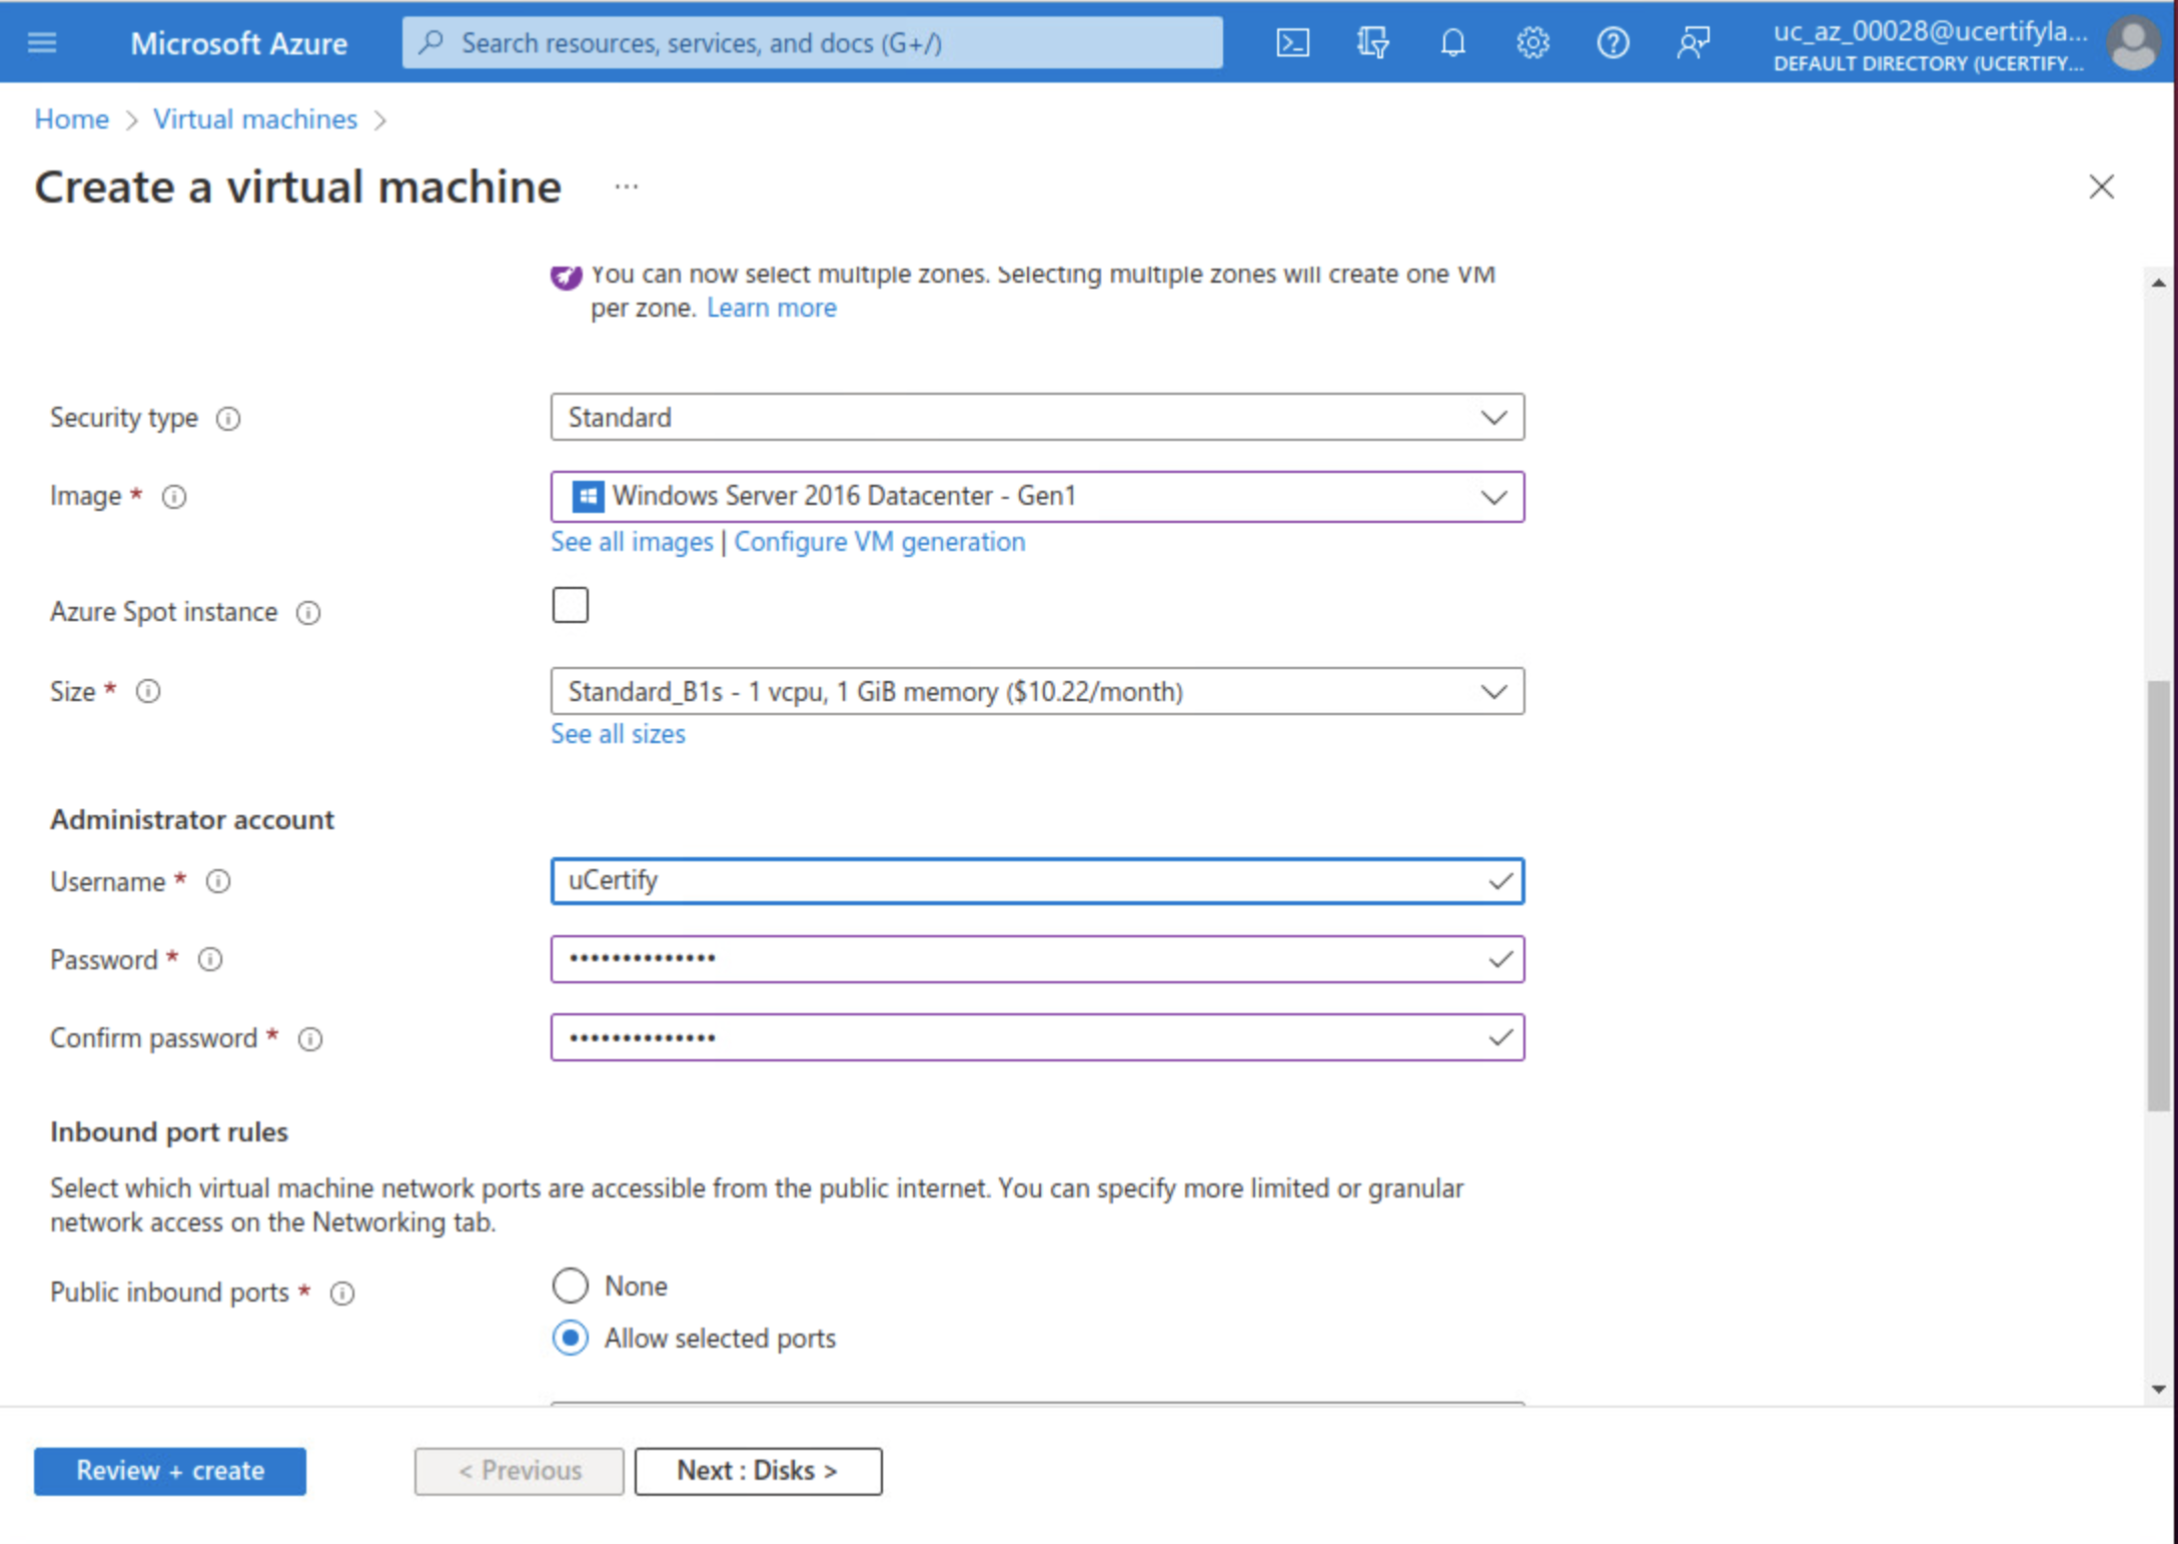 Microsoft Azure
Search resources, services, and docs (G+/)
uc_az_00028@ucertifyla...
DEFAULT DIRECTORY (UCERTIFY...
Home > Virtual machines >
Create a virtual machine ...
You can now select multiple zones. Selecting multiple zones will create one VM
per zone. Learn more
Security type
Standard
Image *
Windows Server 2016 Datacenter - Gen1
See all images | Configure VM generation
Azure Spot instance
Size *
Standard_B1s - 1 vcpu, 1 GiB memory ($10.22/month)
See all sizes
Administrator account
Username *
uCertify
Password *
••••••••••••••
Confirm password *
••••••••••••••
Inbound port rules
Select which virtual machine network ports are accessible from the public internet. You can specify more limited or granular
network access on the Networking tab.
Public inbound ports *
None
Allow selected ports
Review + create
< Previous
Next : Disks >